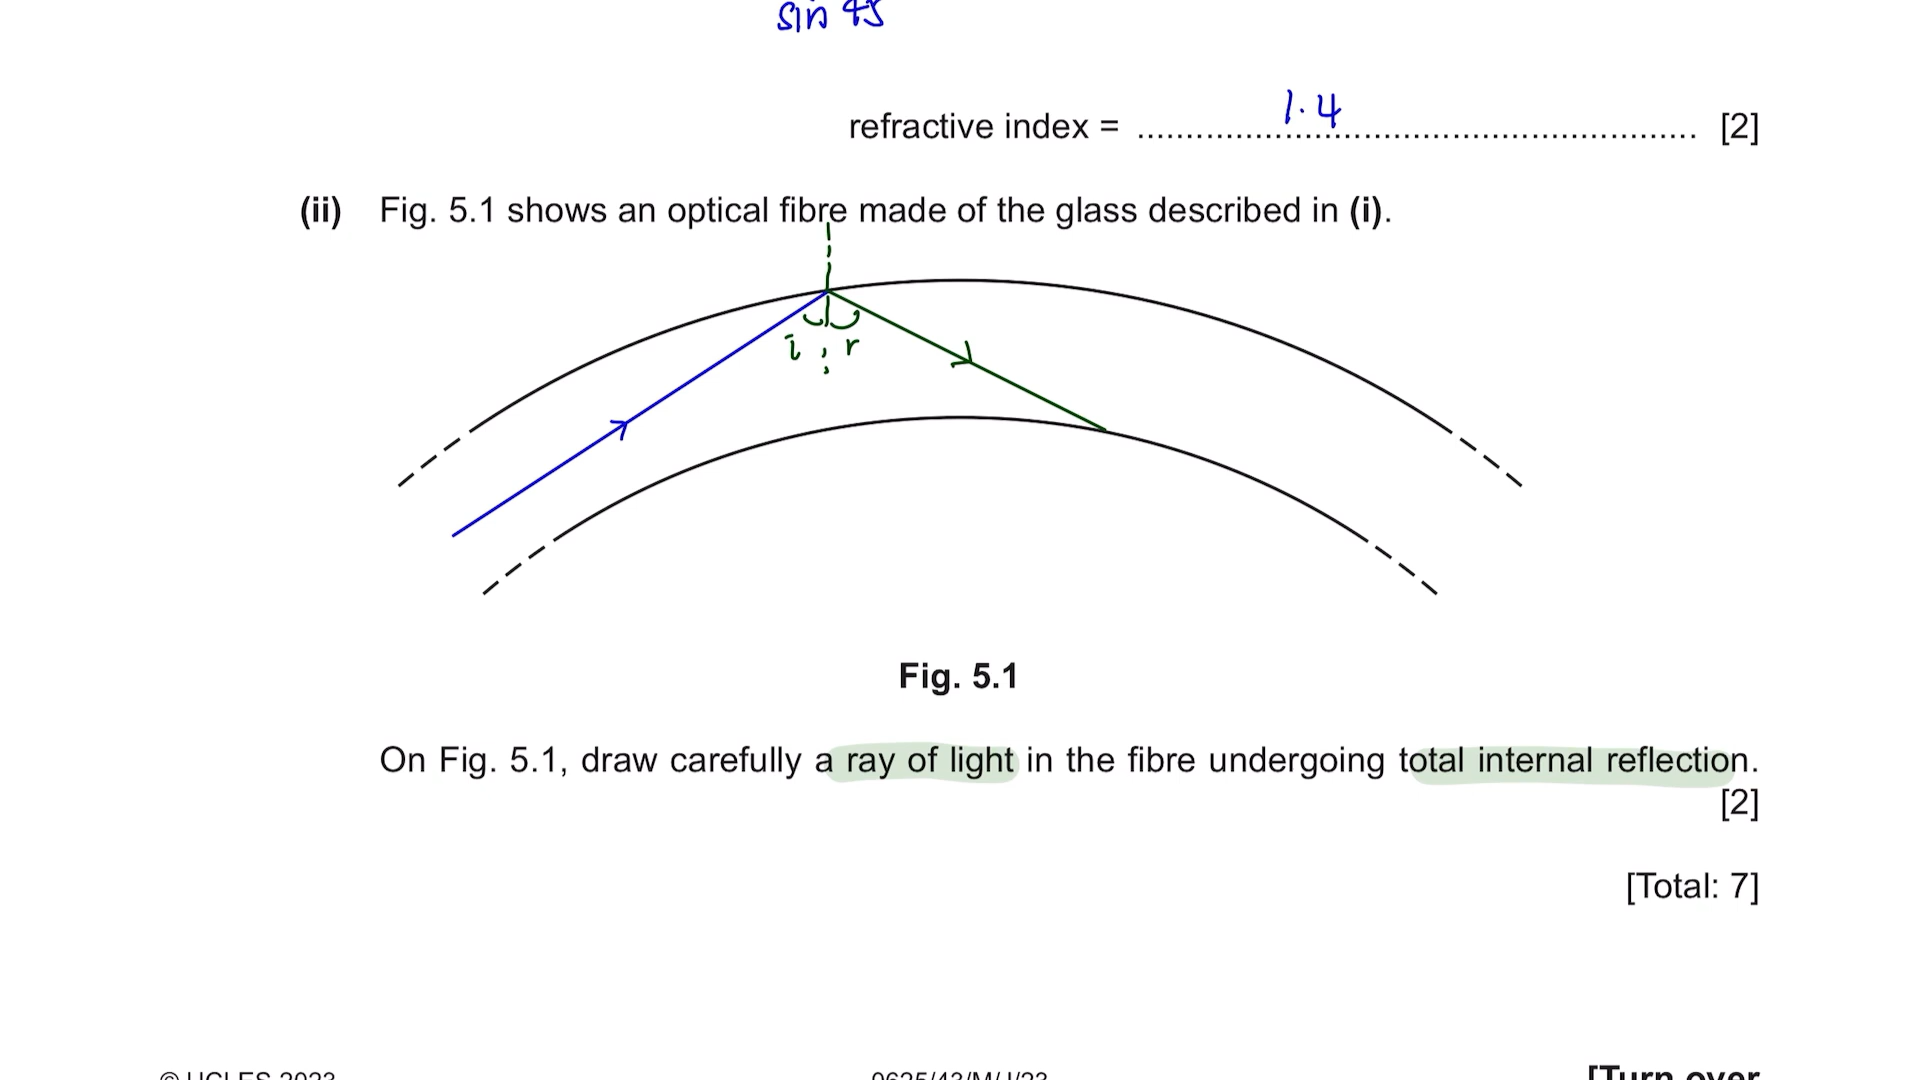 sin 45
refractive index = ........................................................ [2]
1.4
(ii) Fig. 5.1 shows an optical fibre made of the glass described in (i).
i r
Fig. 5.1
On Fig. 5.1, draw carefully a ray of light in the fibre undergoing total internal reflection.
[2]
[Total: 7]
© UCLES 2023 0625/43/M/J/23 [Turn over